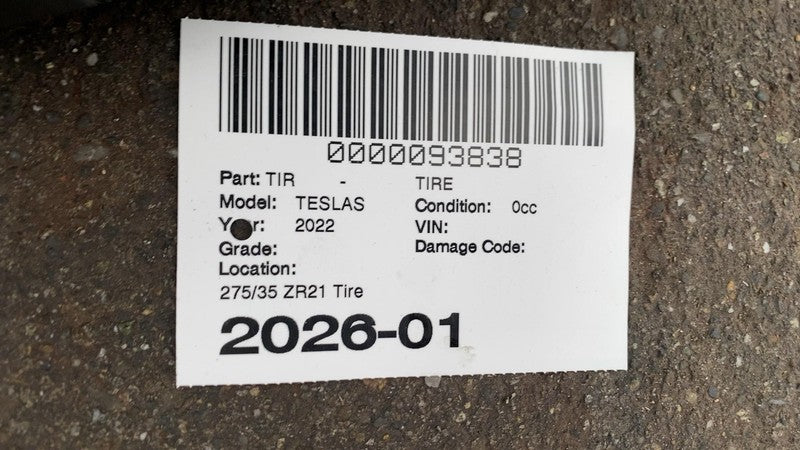 0000093838
Part: TIR - TIRE
Model: TESLAS Condition: 0cc
Y r: 2022 VIN:
Grade: Damage Code:
Location:
275/35 ZR21 Tire
2026-01